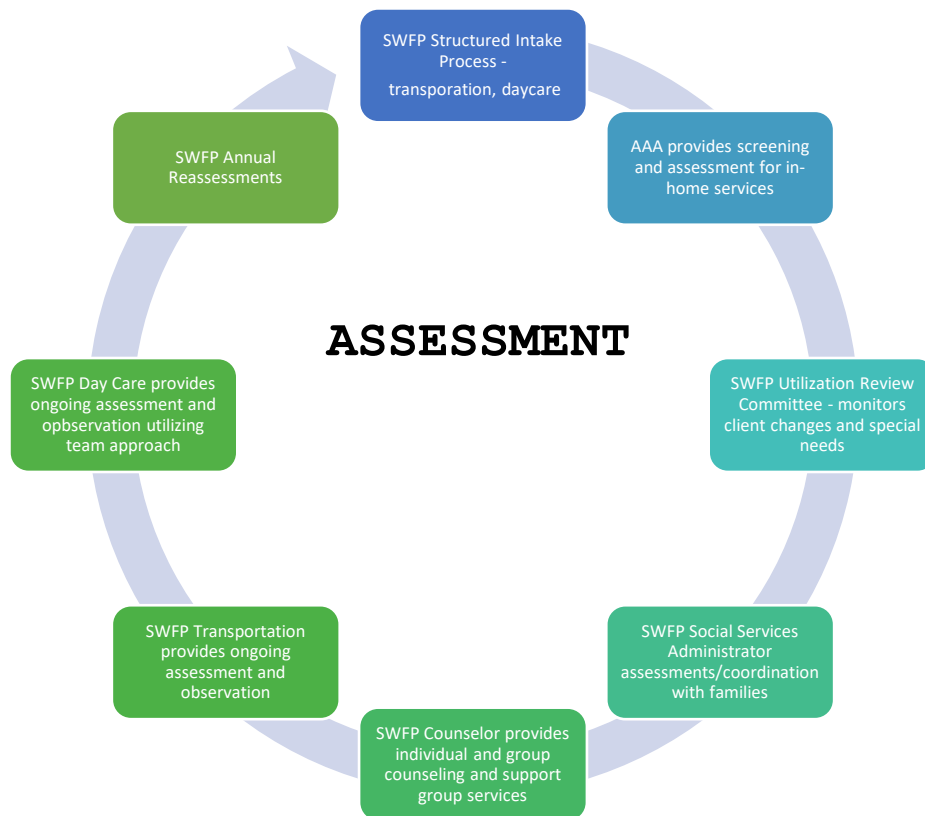 SWFP Structured Intake
Process -
transporation, daycare
AAA provides screening
and assessment for in-
home services
SWFP Utilization Review
Committee - monitors
client changes and special
needs
SWFP Social Services
Administrator
assessments/coordination
with families
SWFP Counselor provides
individual and group
counseling and support
group services
SWFP Transportation
provides ongoing
assessment and
observation
SWFP Day Care provides
ongoing assessment and
opbservation utilizing
team approach
SWFP Annual
Reassessments
ASSESSMENT